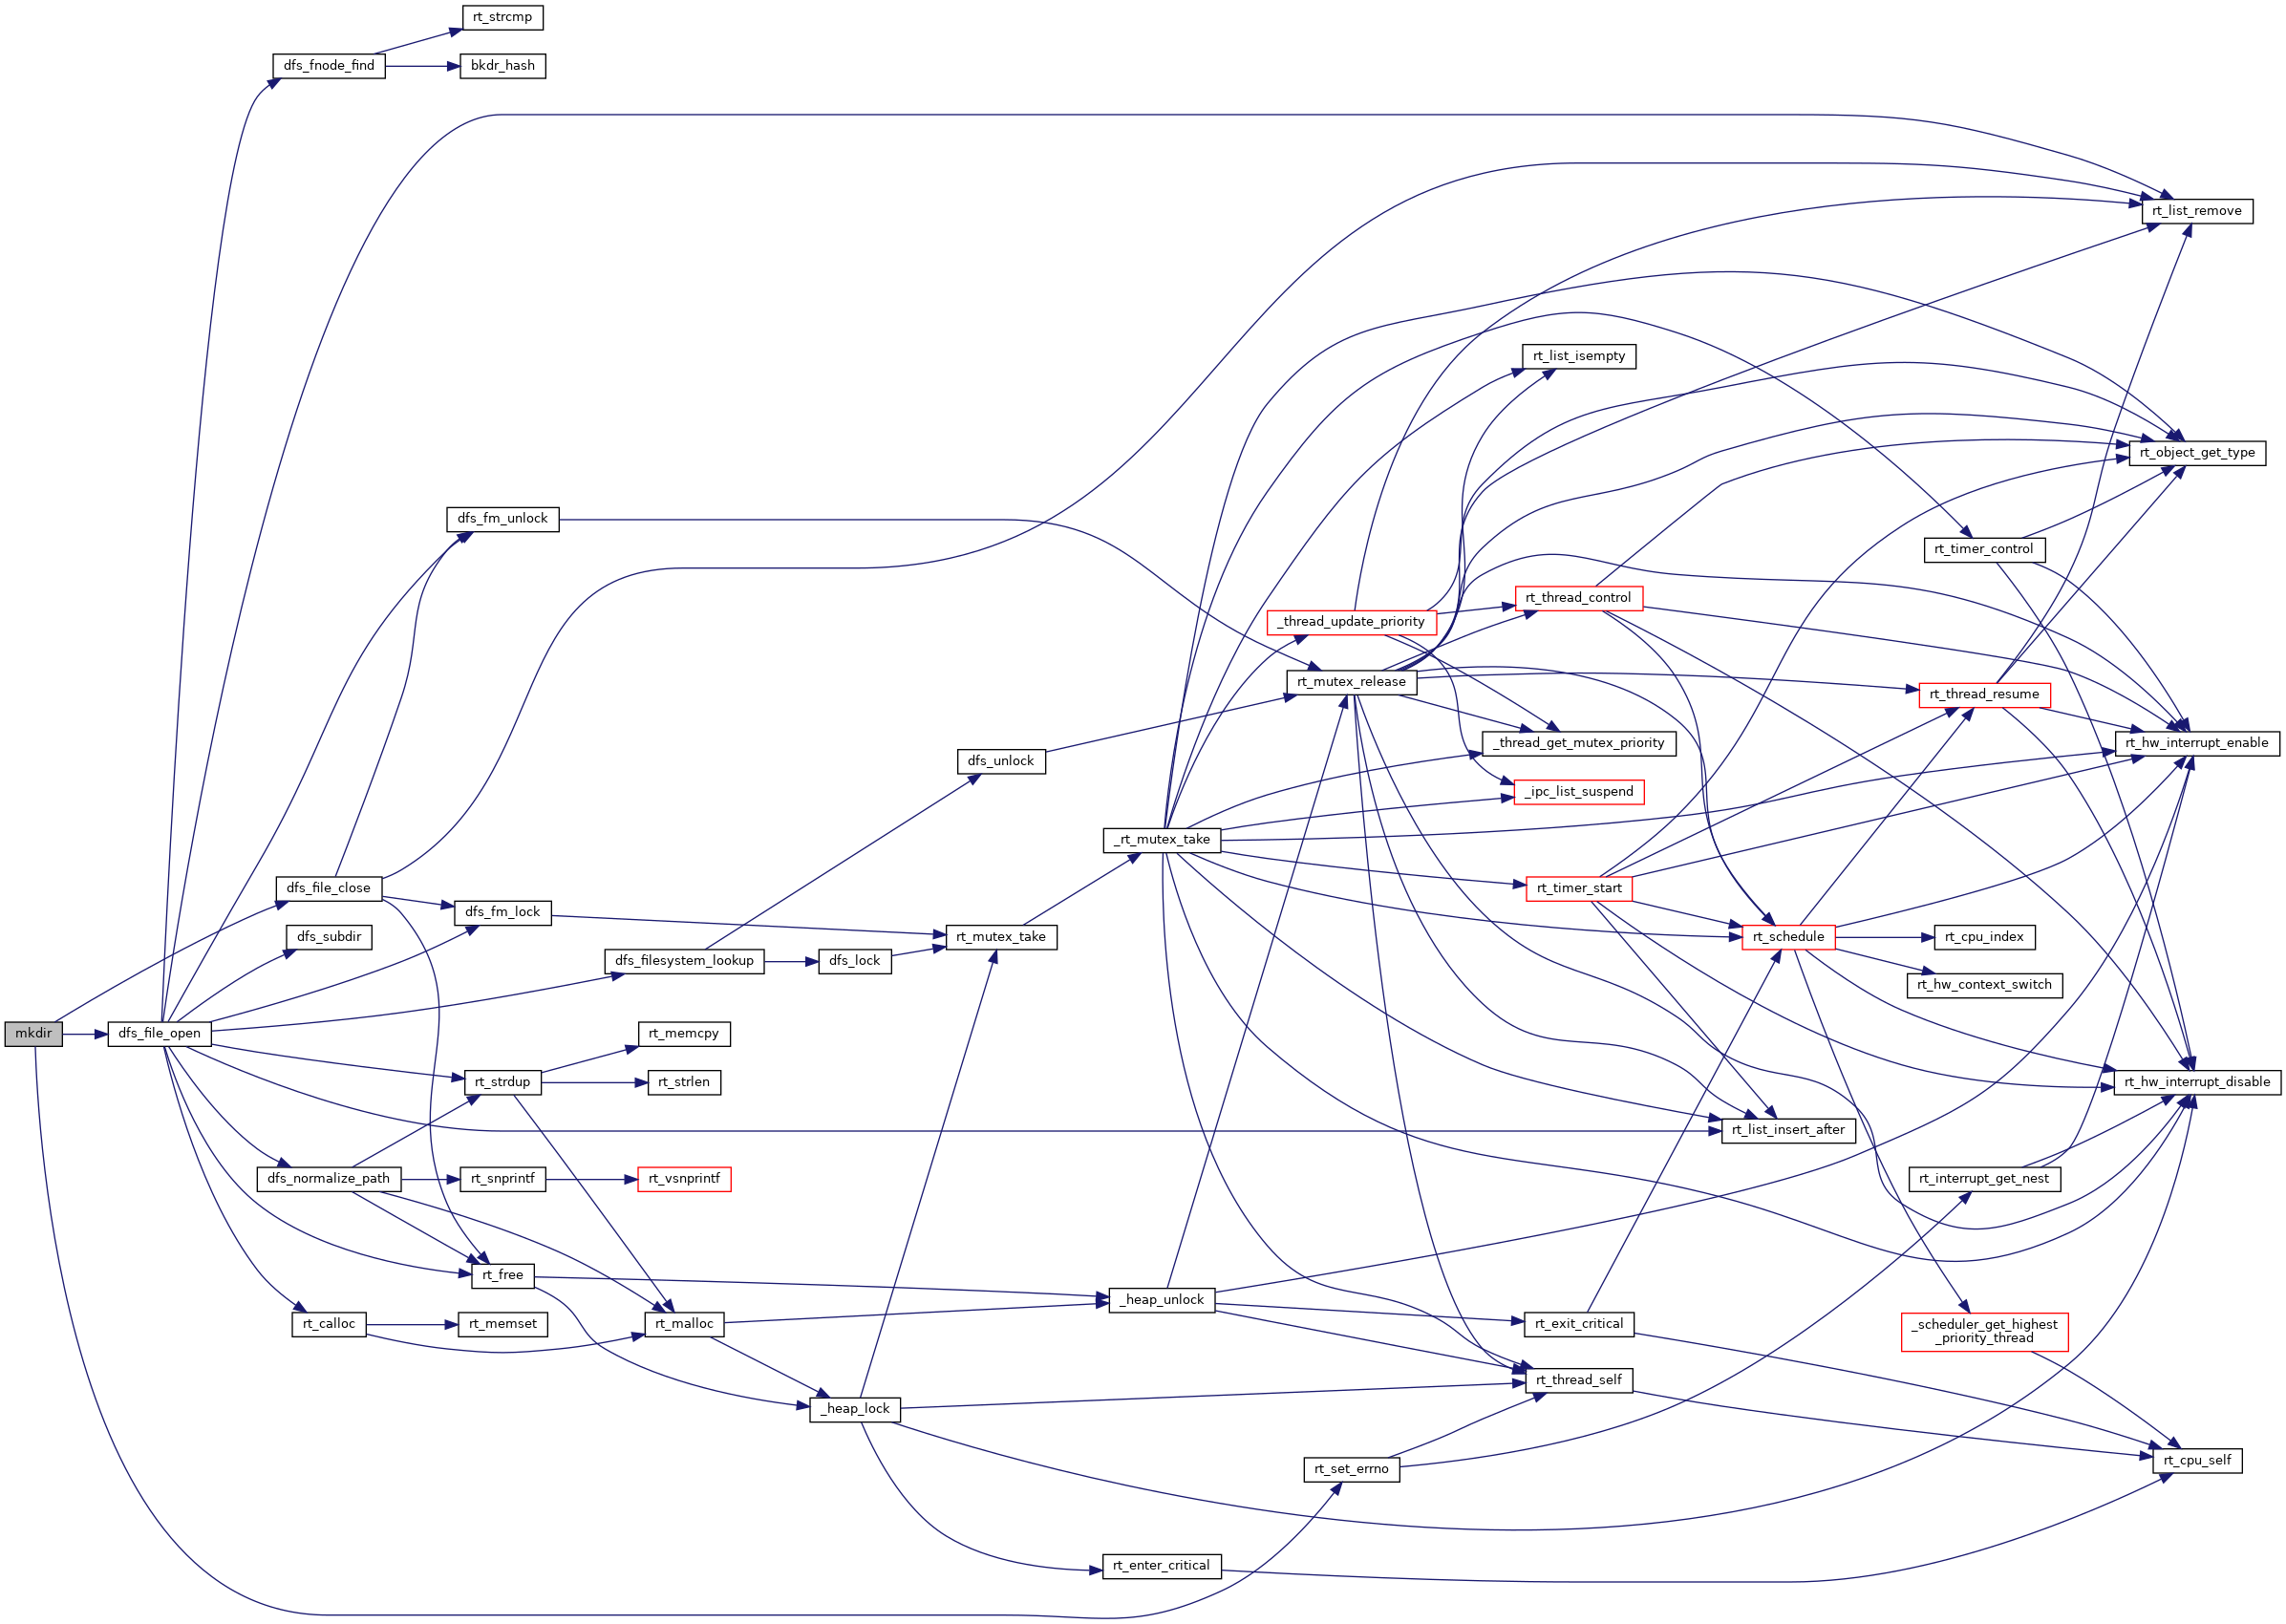 rt_strcmp
dfs_fnode_find
bkdr_hash
rt_list_remove
rt_list_isempty
rt_object_get_type
dfs_fm_unlock
rt_timer_control
rt_thread_control
_thread_update_priority
rt_mutex_release
rt_thread_resume
_thread_get_mutex_priority
rt_hw_interrupt_enable
dfs_unlock
_ipc_list_suspend
_rt_mutex_take
dfs_file_close
rt_timer_start
dfs_fm_lock
dfs_subdir
rt_mutex_take
rt_schedule
rt_cpu_index
dfs_filesystem_lookup
dfs_lock
rt_hw_context_switch
mkdir
dfs_file_open
rt_memcpy
rt_strdup
rt_strlen
rt_hw_interrupt_disable
rt_list_insert_after
dfs_normalize_path
rt_snprintf
rt_vsnprintf
rt_interrupt_get_nest
rt_free
_heap_unlock
rt_calloc
rt_memset
rt_malloc
rt_exit_critical
_scheduler_get_highest
_priority_thread
rt_thread_self
_heap_lock
rt_set_errno
rt_cpu_self
rt_enter_critical